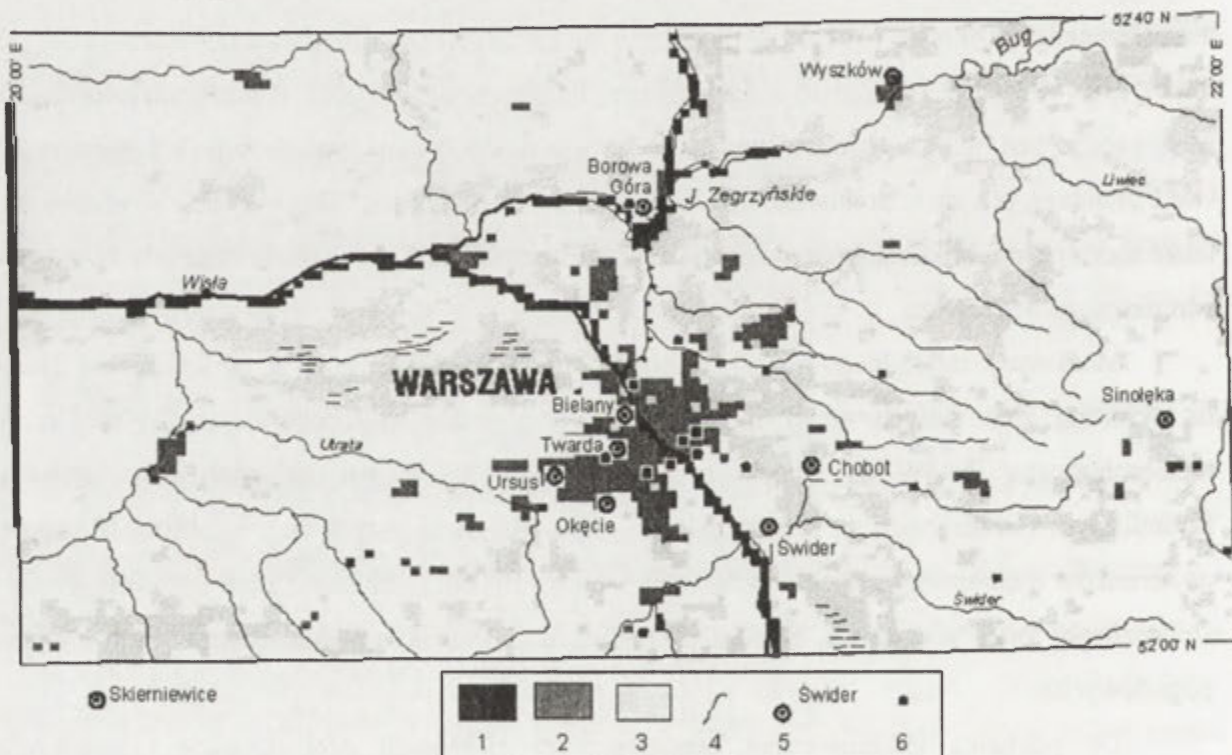 52°40' N
20°00' E
22°00' E
Bug
Wyszków
Borowa
Góra
J. Zegrzyńskie
Liwiec
Wisła
WARSZAWA
Bielany
Sinołęka
Utrata
Twarda
Ursus
Chobot
Okęcie
Świder
Świder
52°00' N
Skierniewice
Świder
1 2 3 4 5 6